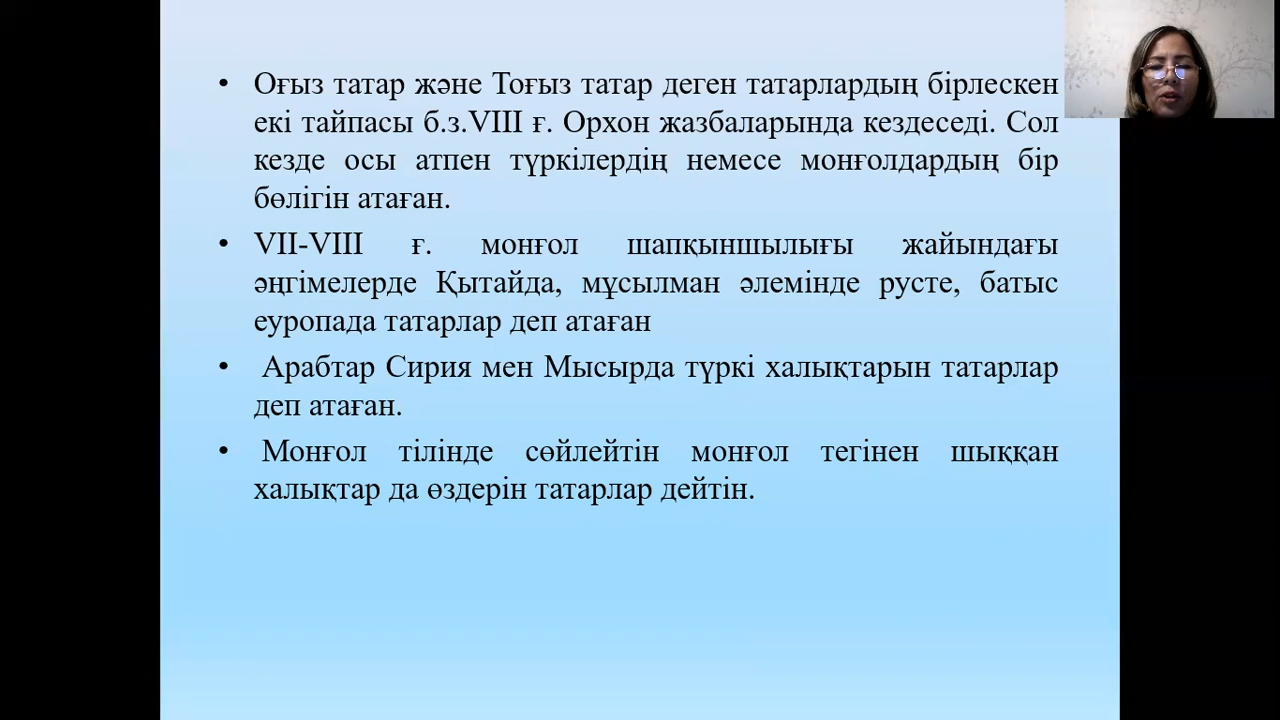 • Оғыз татар және Тоғыз татар деген татарлардың бірлескен
екі тайпасы б.з.VIII ғ. Орхон жазбаларында кездеседі. Сол
кезде осы атпен түркілердің немесе монғолдардың бір
бөлігін атаған.
• VII-VIII ғ. монғол шапқыншылығы жайындағы
әңгімелерде Қытайда, мұсылман әлемінде русте, батыс
еуропада татарлар деп атаған
• Арабтар Сирия мен Мысырда түркі халықтарын татарлар
деп атаған.
• Монғол тілінде сөйлейтін монғол тегінен шыққан
халықтар да өздерін татарлар дейтін.